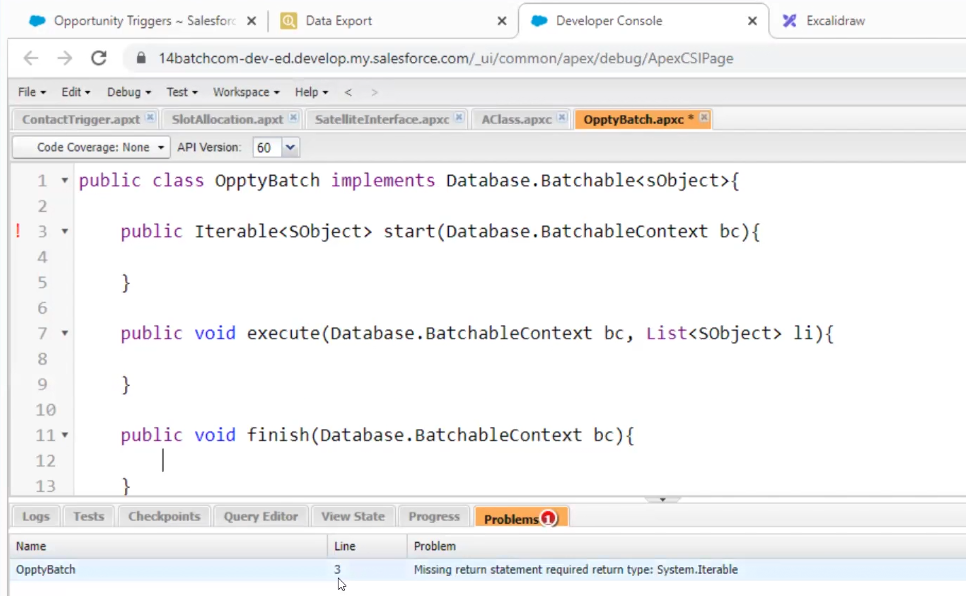 Opportunity Triggers ~ Salesforc
Data Export
Developer Console
Excalidraw
14batchcom-dev-ed.develop.my.salesforce.com/_ui/common/apex/debug/ApexCSIPage
File Edit Debug Test Workspace Help < >
ContactTrigger.apxt SlotAllocation.apxt SatelliteInterface.apxc AClass.apxc OpptyBatch.apxc *
Code Coverage: None API Version: 60
1 public class OpptyBatch implements Database.Batchable<sObject>{
2
! 3 public Iterable<SObject> start(Database.BatchableContext bc){
4
5 }
6
7 public void execute(Database.BatchableContext bc, List<SObject> li){
8
9 }
10
11 public void finish(Database.BatchableContext bc){
12
13 }
Logs Tests Checkpoints Query Editor View State Progress Problems 1
Name Line Problem
OpptyBatch 3 Missing return statement required return type: System.Iterable